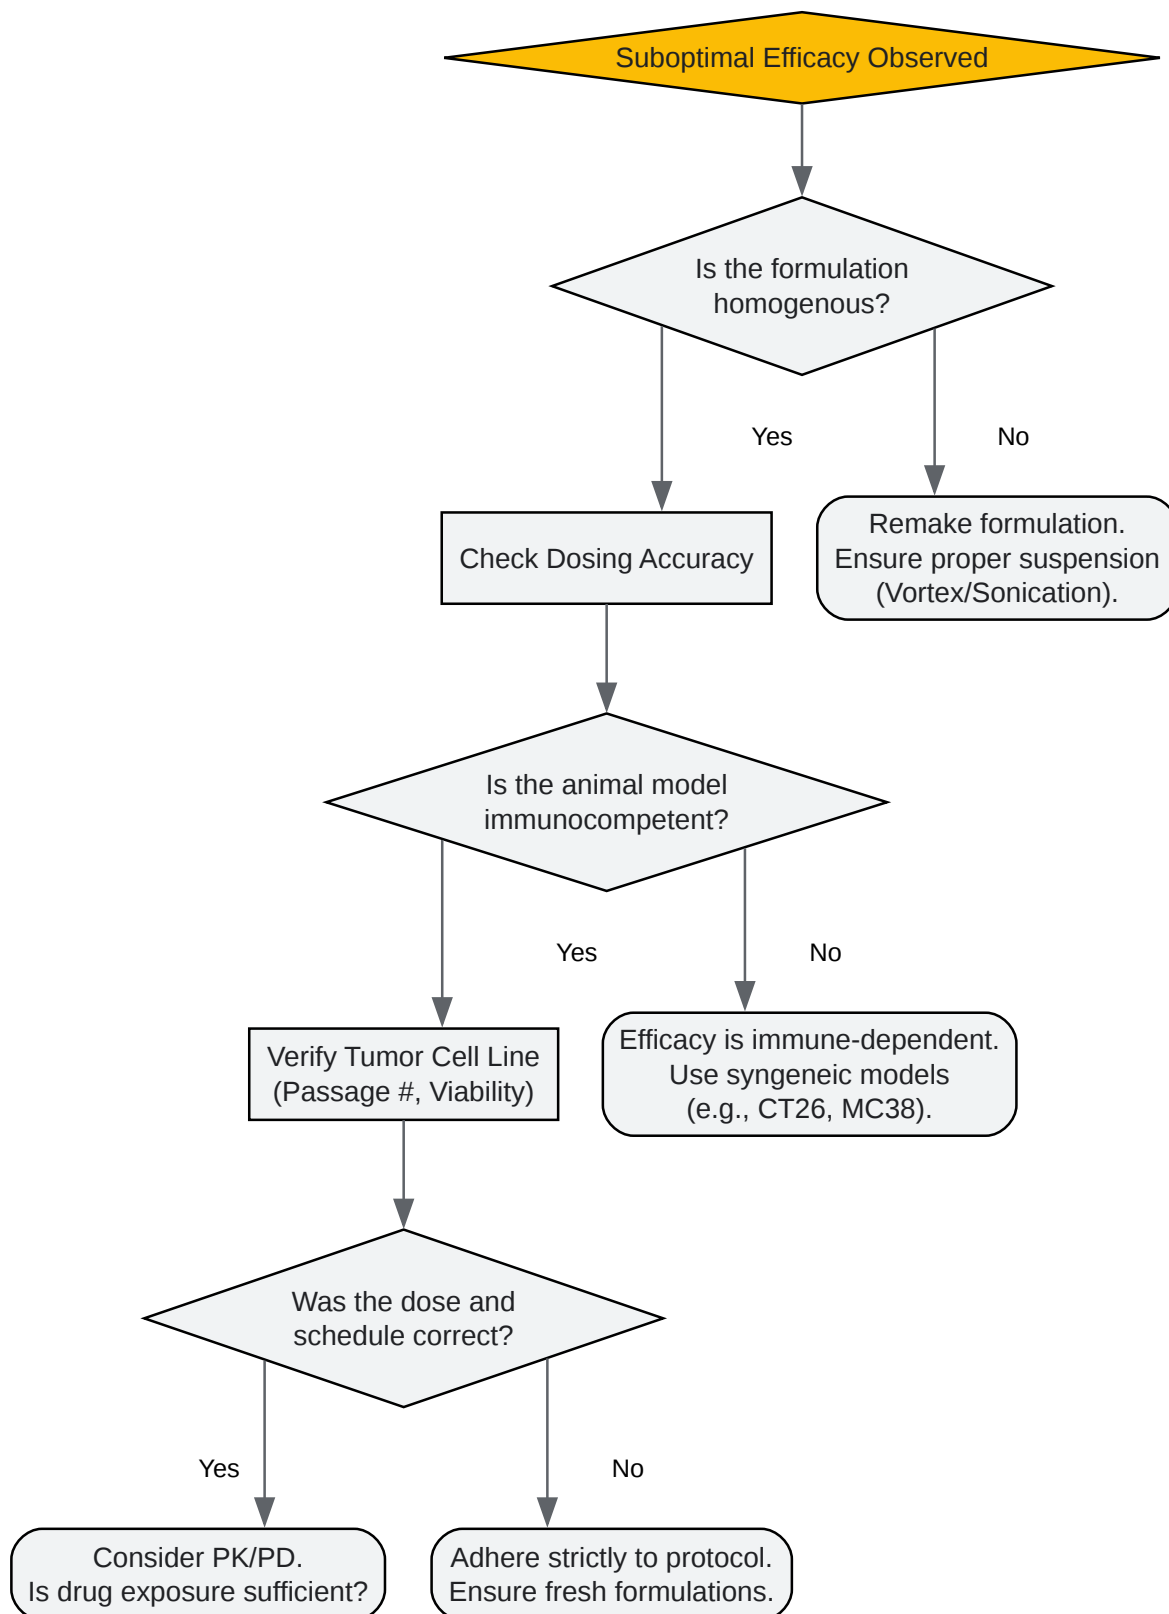 Suboptimal Efficacy Observed
Is the formulation
homogenous?
Yes
No
Check Dosing Accuracy
Remake formulation.
Ensure proper suspension
(Vortex/Sonication).
Is the animal model
immunocompetent?
Yes
No
Verify Tumor Cell Line
(Passage #, Viability)
Efficacy is immune-dependent.
Use syngeneic models
(e.g., CT26, MC38).
Was the dose and
schedule correct?
Yes
No
Consider PK/PD.
Is drug exposure sufficient?
Adhere strictly to protocol.
Ensure fresh formulations.